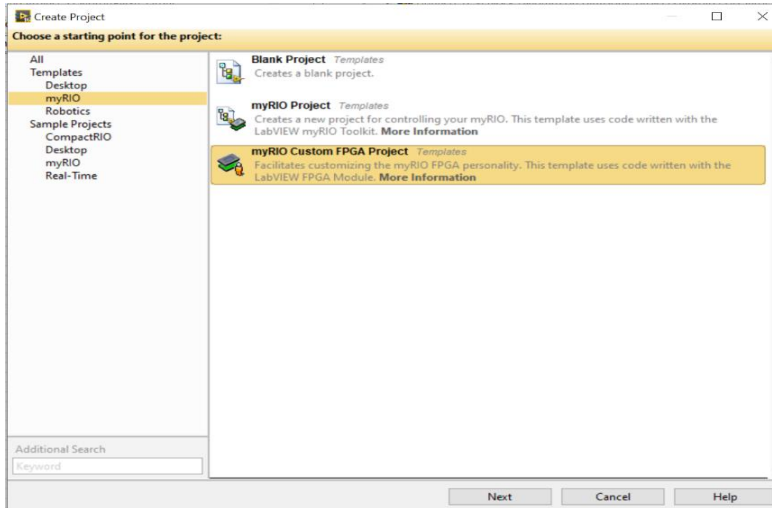 Create Project
Choose a starting point for the project:
All
Templates
Desktop
myRIO
Robotics
Sample Projects
CompactRIO
Desktop
myRIO
Real-Time
Additional Search
Keyword
Blank Project Templates
Creates a blank project.
myRIO Project Templates
Creates a new project for controlling your myRIO. This template uses code written with the
LabVIEW myRIO Toolkit. More Information
myRIO Custom FPGA Project Templates
Facilitates customizing the myRIO FPGA personality. This template uses code written with the
LabVIEW FPGA Module. More Information
Next Cancel Help